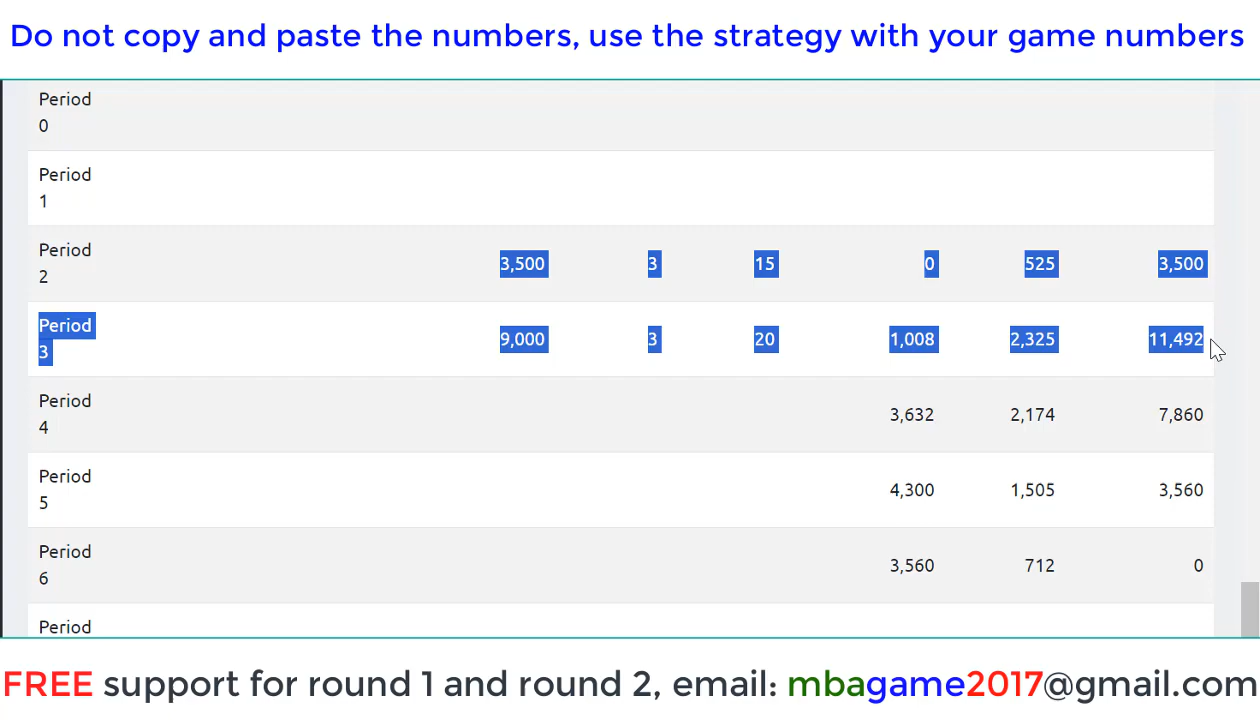 Do not copy and paste the numbers, use the strategy with your game numbers
Period
0
Period
1
Period
2 3,500 3 15 0 525 3,500
Period
3 9,000 3 20 1,008 2,325 11,492
Period
4 3,632 2,174 7,860
Period
5 4,300 1,505 3,560
Period
6 3,560 712 0
Period
FREE support for round 1 and round 2, email: mbagame2017@gmail.com